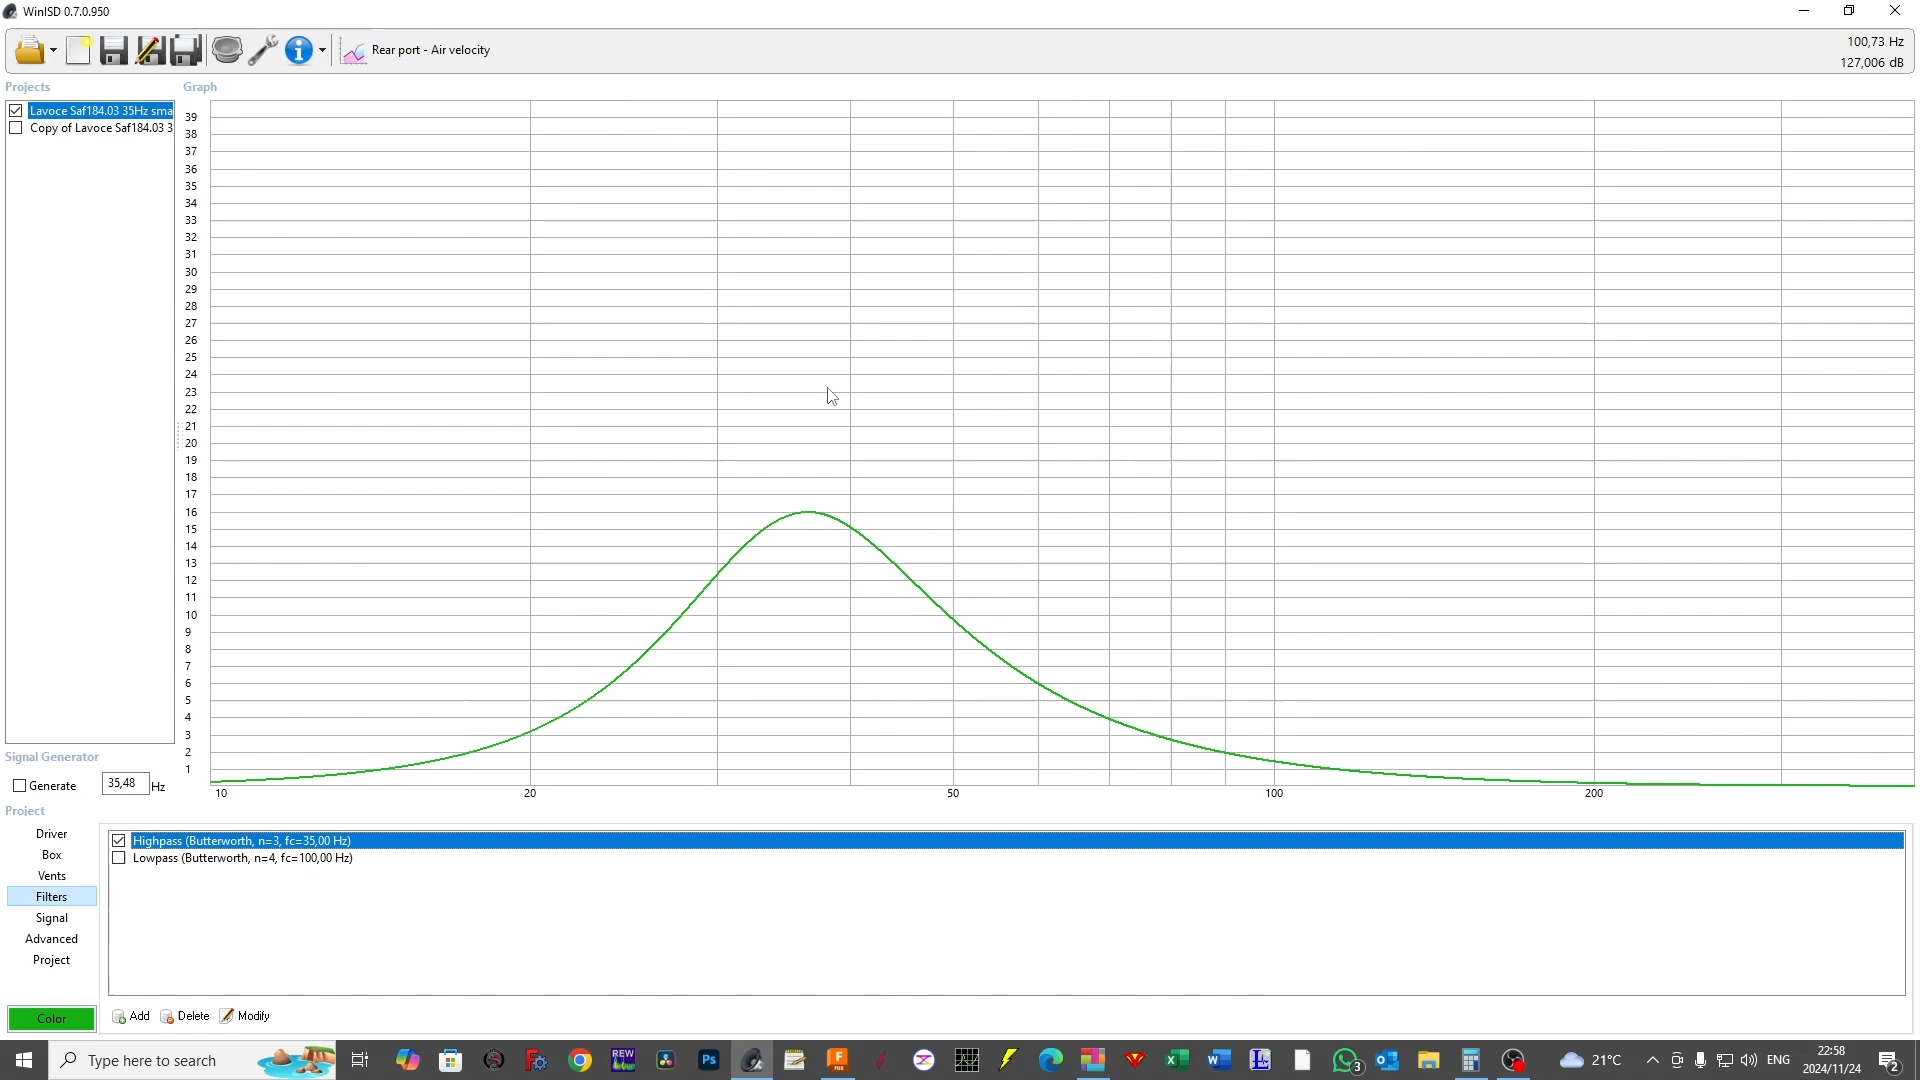 WinISD 0.7.0.950
Rear port - Air velocity
100,73 Hz
127,006 dB
Projects
Graph
Lavoce Saf184.03 35Hz sma
Copy of Lavoce Saf184.03 3
39
38
37
36
35
34
33
32
31
30
29
28
27
26
25
24
23
22
21
20
19
18
17
16
15
14
13
12
11
10
9
8
7
6
5
4
3
2
1
10 20 50 100 200
Signal Generator
Generate 35,48 Hz
Project
Driver
Box
Vents
Filters
Signal
Advanced
Project
Color
Highpass (Butterworth, n=3, fc=35,00 Hz)
Lowpass (Butterworth, n=4, fc=100,00 Hz)
Add Delete Modify
Type here to search
REW
Ps
F
3
21°C
ENG
22:58
2024/11/24
2